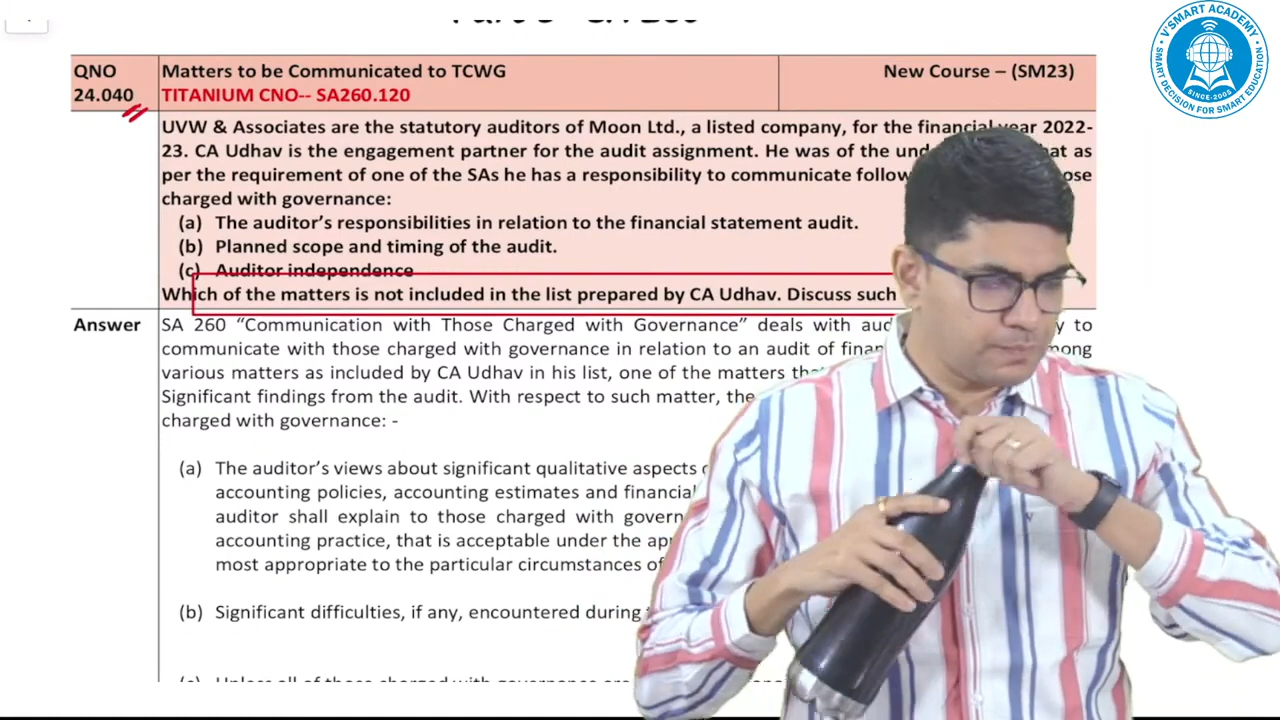 QNO
24.040
Matters to be Communicated to TCWG
TITANIUM CNO-- SA260.120
New Course – (SM23)
UVW & Associates are the statutory auditors of Moon Ltd., a listed company, for the financial year 2022-
23. CA Udhav is the engagement partner for the audit assignment. He was of the
per the requirement of one of the SAs he has a responsibility to communicate
charged with governance:
(a) The auditor's responsibilities in relation to the financial statement audit.
(b) Planned scope and timing of the audit.
(c) Auditor independence
Which of the matters is not included in the list prepared by CA Udhav. Discuss such
Answer
SA 260 “Communication with Those Charged with Governance” deals with
communicate with those charged with governance in relation to an audit of
various matters as included by CA Udhav in his list, one of the matters
Significant findings from the audit. With respect to such matter, the
charged with governance: -
(a) The auditor's views about significant qualitative aspects
accounting policies, accounting estimates and financial
auditor shall explain to those charged with
accounting practice, that is acceptable under the
most appropriate to the particular circumstances of
(b) Significant difficulties, if any, encountered during
V'SMART ACADEMY
SINCE-2005
SMART DECISION FOR SMART EDUCATION